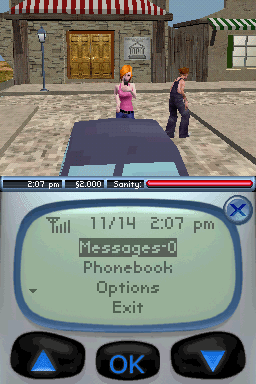 2:07 pm §2,000 Sanity:
11/14 2:07 pm
Messages-0
Phonebook
Options
Exit
OK